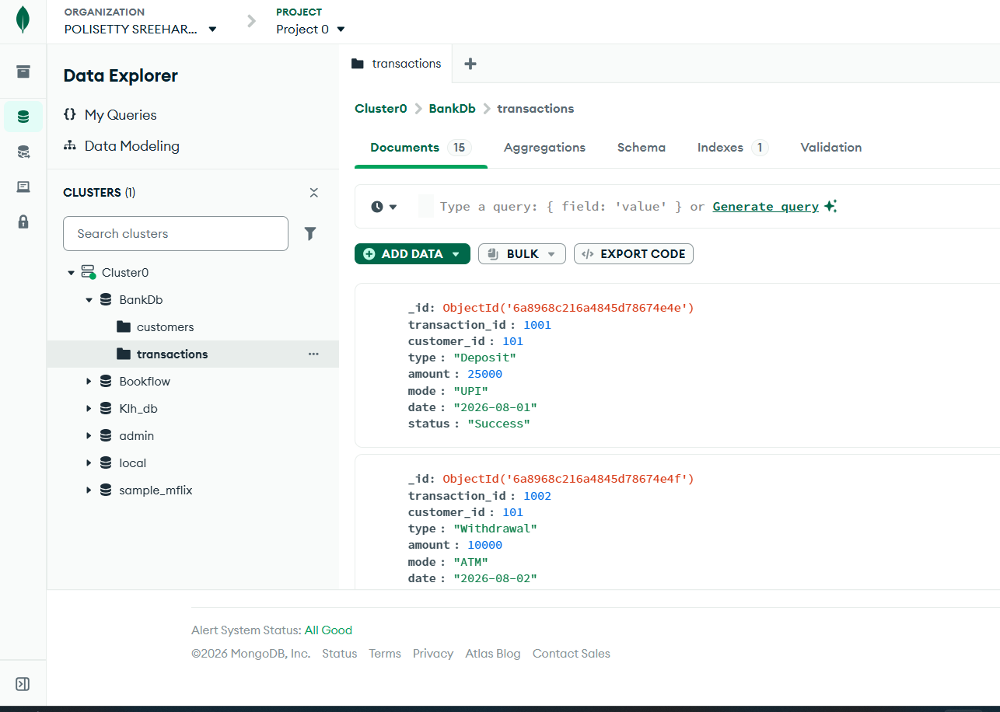 ORGANIZATION
POLISETTY SREEHAR...
PROJECT
Project 0
Data Explorer
My Queries
Data Modeling
CLUSTERS (1)
Search clusters
Cluster0
BankDb
customers
transactions
Bookflow
Klh_db
admin
local
sample_mflix
transactions
Cluster0 BankDb transactions
Documents 15 Aggregations Schema Indexes 1 Validation
Type a query: { field: 'value' } or Generate query
ADD DATA BULK </> EXPORT CODE
_id: ObjectId('6a8968c216a4845d78674e4e')
transaction_id : 1001
customer_id : 101
type : "Deposit"
amount : 25000
mode : "UPI"
date : "2026-08-01"
status : "Success"
_id: ObjectId('6a8968c216a4845d78674e4f')
transaction_id : 1002
customer_id : 101
type : "Withdrawal"
amount : 10000
mode : "ATM"
date : "2026-08-02"
Alert System Status: All Good
©2026 MongoDB, Inc. Status Terms Privacy Atlas Blog Contact Sales